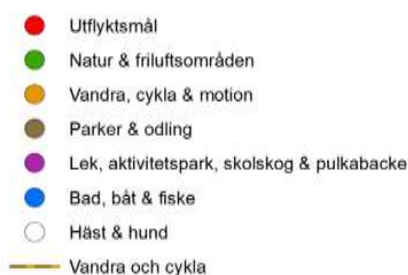 Utflyktsmål
Natur & friluftsområden
Vandra, cykla & motion
Parker & odling
Lek, aktivitetspark, skolskog & pulkabacke
Bad, båt & fiske
Häst & hund
Vandra och cykla